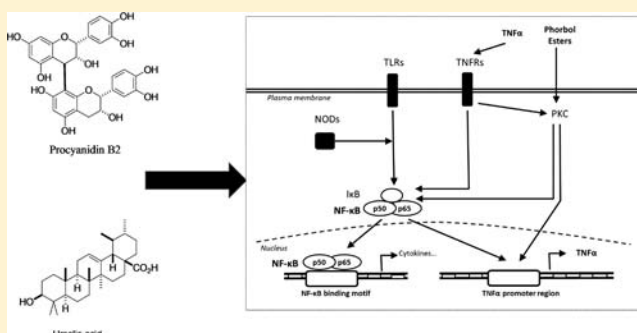 OH
OH
HO
O
OH
OH
OH
OH
HO
O
OH
OH
OH
Procyanidin B2
H
CO₂H
HO
H
H
TNFα
Phorbol
Esters
TLRs
TNFRs
Plasma membrane
NODs
PKC
IκB
NF-κB
p50
p65
Nucleus
NF-κB
p50
p65
Cytokines...
TNFα
NF-κB binding motif
TNFα promoter region